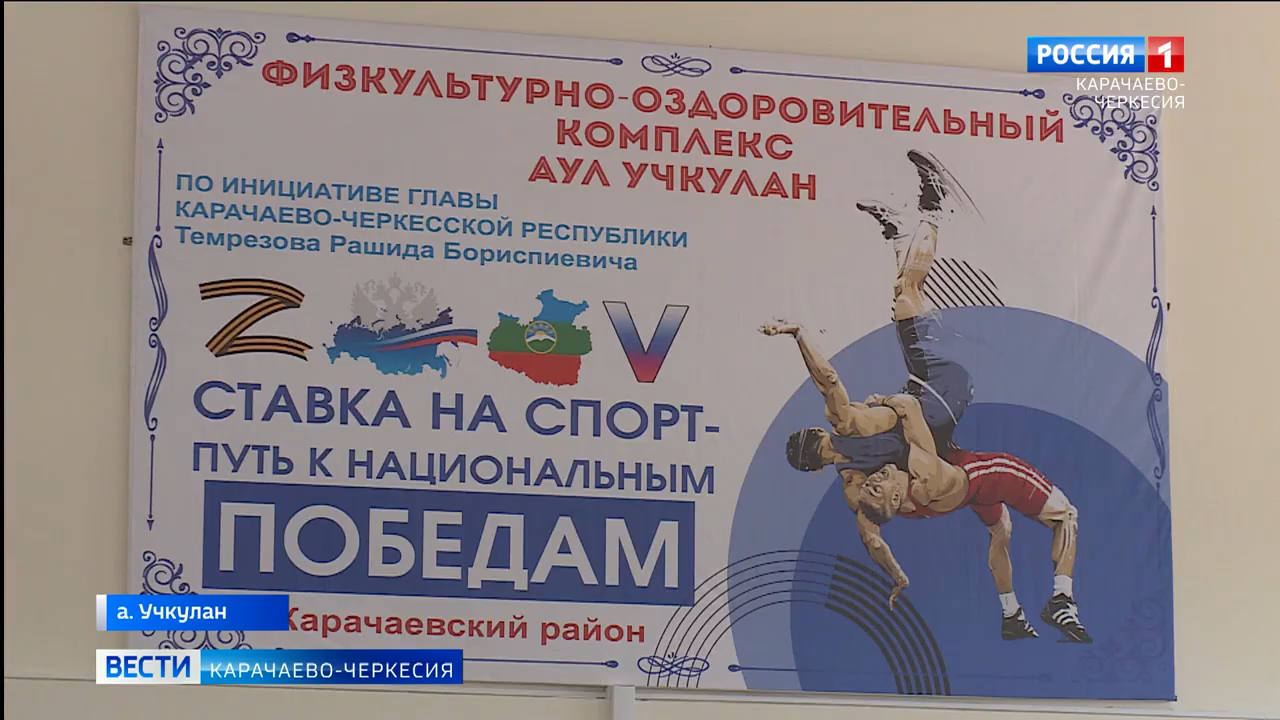 РОССИЯ 1
КАРАЧАЕВО-
ЧЕРКЕСИЯ
ФИЗКУЛЬТУРНО-ОЗДОРОВИТЕЛЬНЫЙ
КОМПЛЕКС
АУЛ УЧКУЛАН
ПО ИНИЦИАТИВЕ ГЛАВЫ
КАРАЧАЕВО-ЧЕРКЕССКОЙ РЕСПУБЛИКИ
Темрезова Рашида Бориспиевича
Z V
СТАВКА НА СПОРТ-
ПУТЬ К НАЦИОНАЛЬНЫМ
ПОБЕДАМ
Карачаевский район
а. Учкулан
ВЕСТИ КАРАЧАЕВО-ЧЕРКЕСИЯ